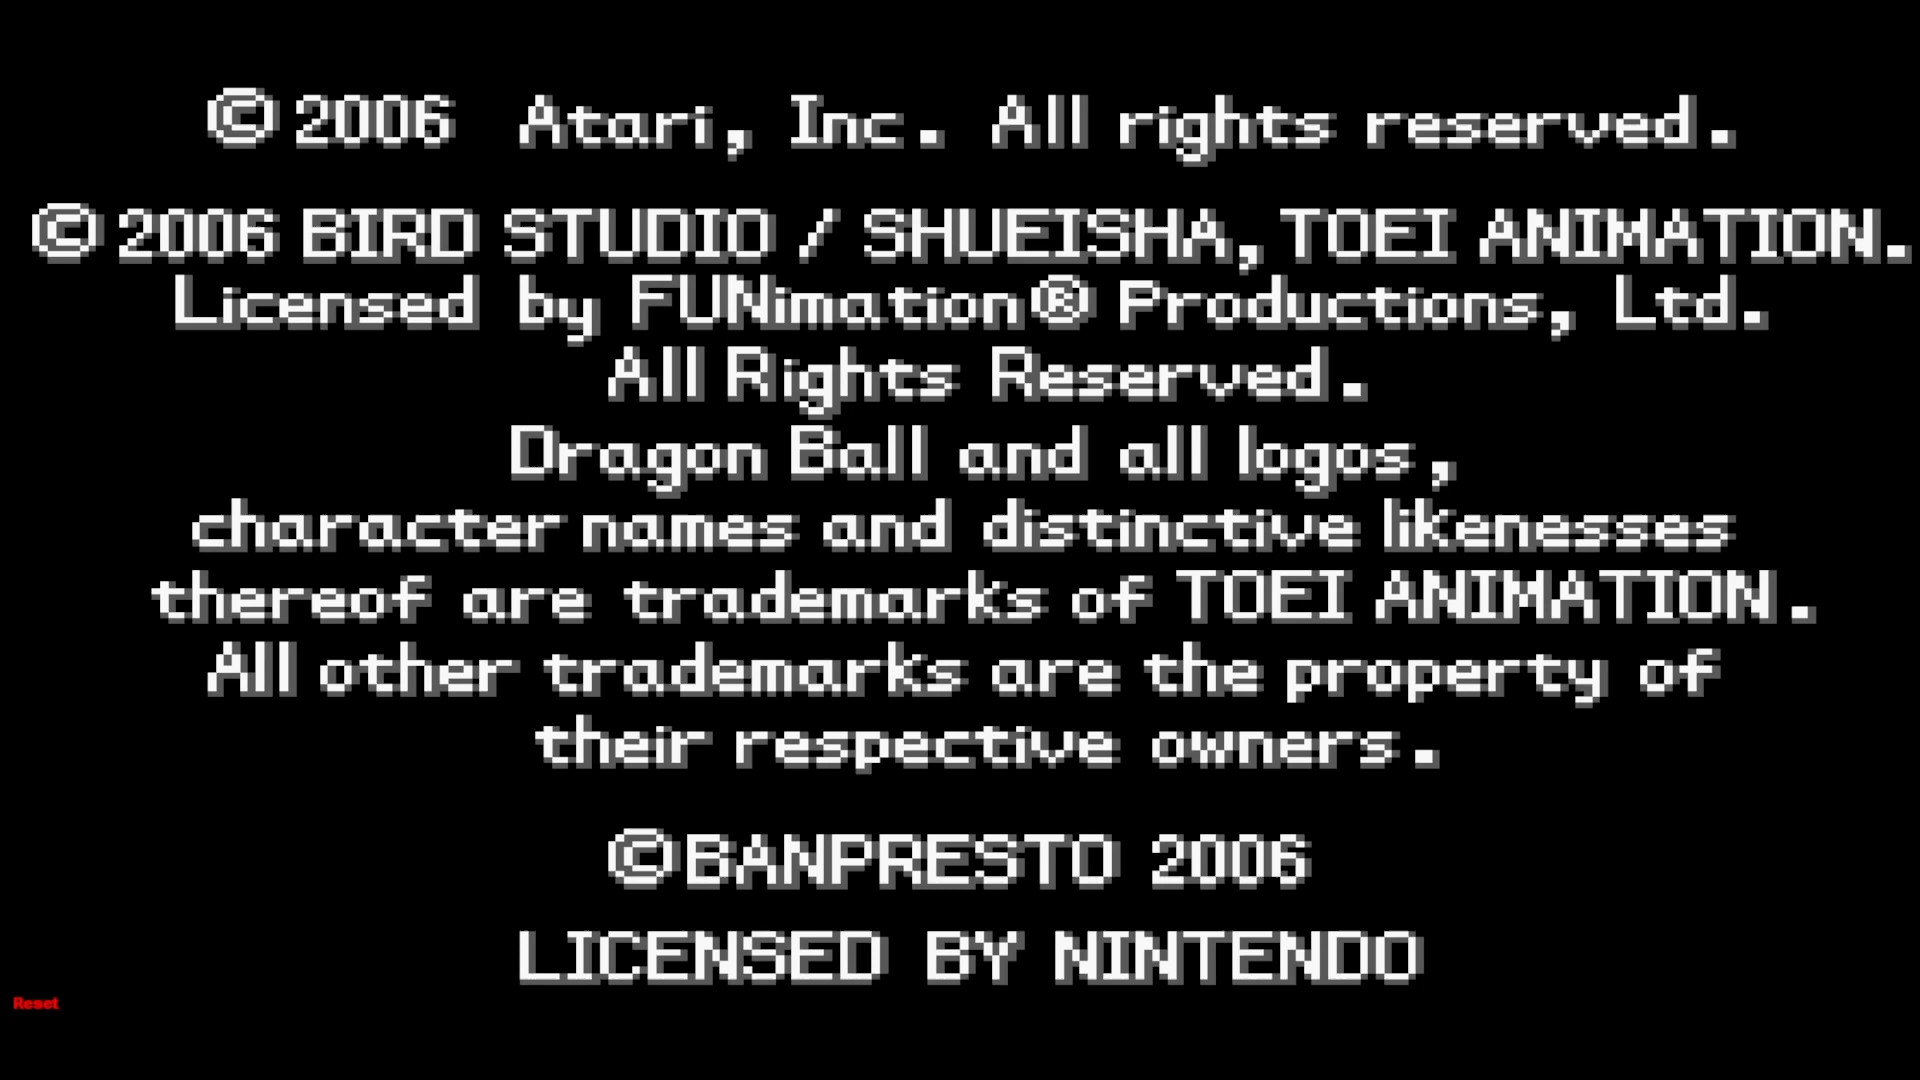 © 2006 Atari, Inc. All rights reserved.
© 2006 BIRD STUDIO / SHUEISHA, TOEI ANIMATION.
Licensed by FUNimation® Productions, Ltd.
All Rights Reserved.
Dragon Ball and all logos,
character names and distinctive likenesses
thereof are trademarks of TOEI ANIMATION.
All other trademarks are the property of
their respective owners.
©BANPRESTO 2006
LICENSED BY NINTENDO
Reset